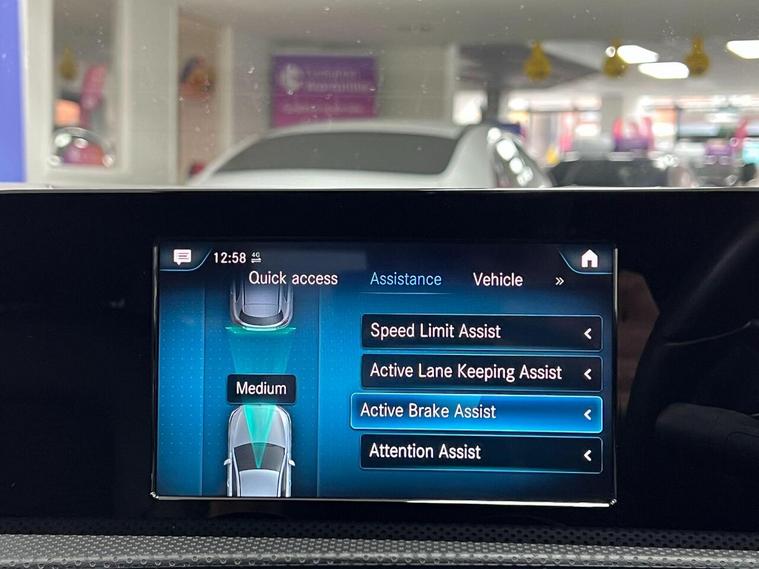 12:58 4G
Quick access Assistance Vehicle »
Speed Limit Assist
Active Lane Keeping Assist
Medium
Active Brake Assist
Attention Assist